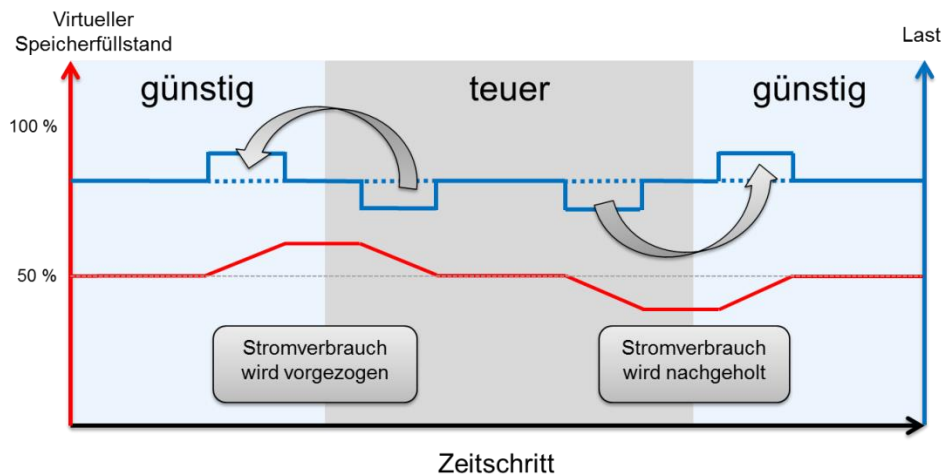 Virtueller
Speicherfüllstand
Last
günstig
teuer
günstig
100 %
50 %
Stromverbrauch
wird vorgezogen
Stromverbrauch
wird nachgeholt
Zeitschritt